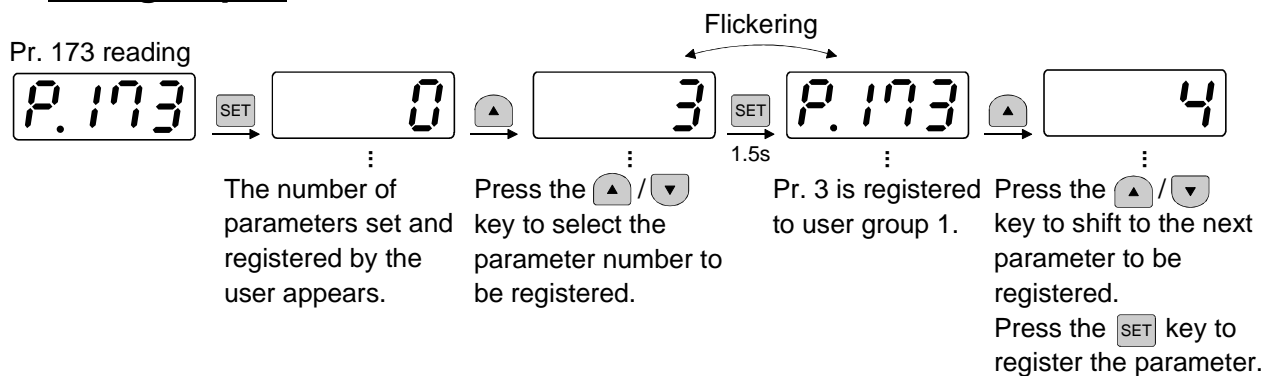 Flickering
Pr. 173 reading
P. 173 SET 0 ▲ 3 SET P. 173 ▲ 4
1.5s
The number of
parameters set and
registered by the
user appears.
Press the ▲ / ▼
key to select the
parameter number to
be registered.
Pr. 3 is registered
to user group 1.
Press the ▲ / ▼
key to shift to the next
parameter to be
registered.
Press the SET key to
register the parameter.